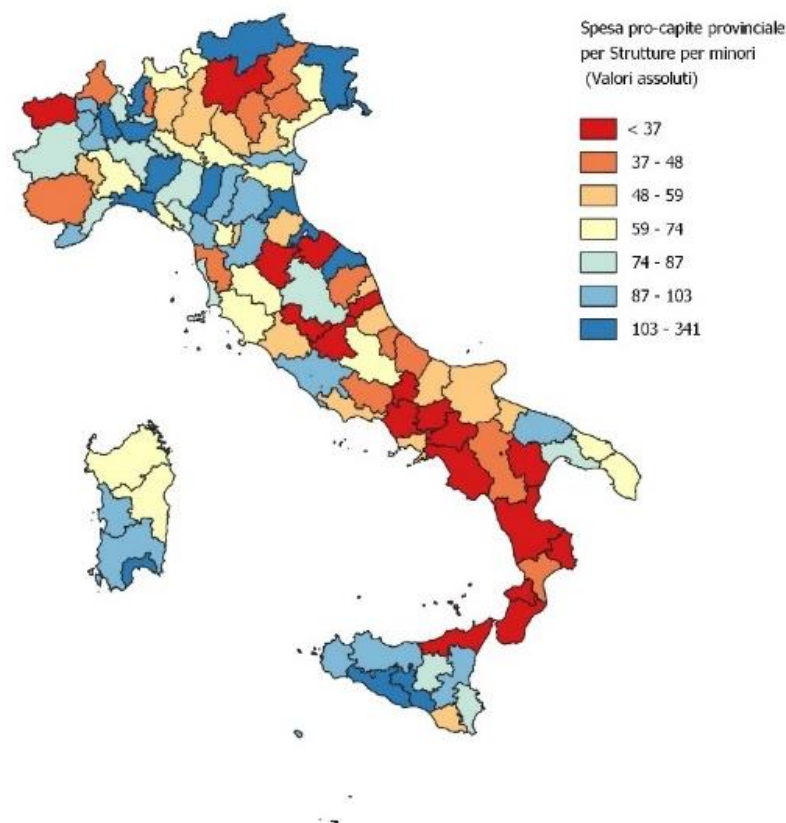 Spesa pro-capite provinciale
per Strutture per minori
(Valori assoluti)
< 37
37 - 48
48 - 59
59 - 74
74 - 87
87 - 103
103 - 341